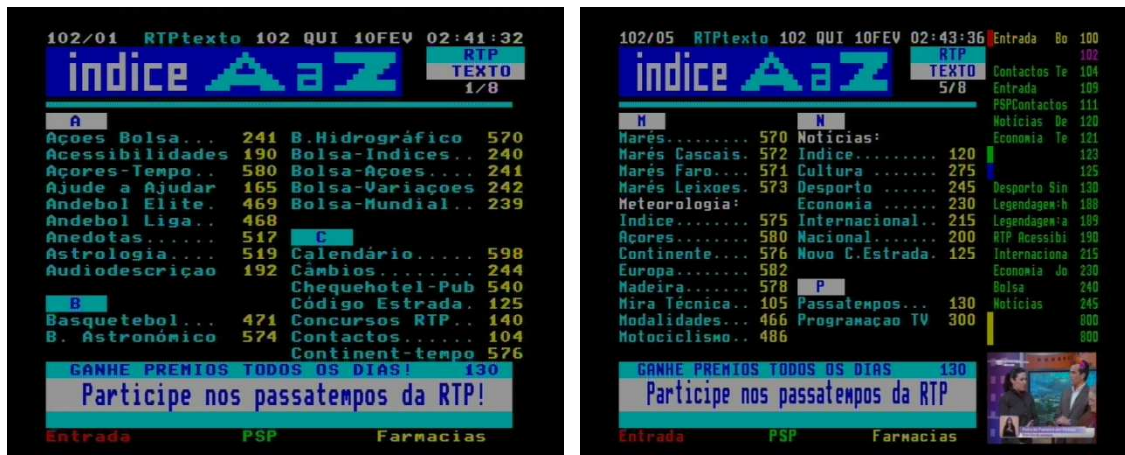 102/01 RTPtexto 102 QUI 10FEV 02:41:32
indice A a Z
RTP
TEXTO
1/8
A
Açoes Bolsa... 241 B.Hidrográfico 570
Acessibilidades 190 Bolsa-Indices.. 240
Açores-Tempo.. 580 Bolsa-Açoes.... 241
Ajude a Ajudar 165 Bolsa-Variaçoes 242
Andebol Elite. 469 Bolsa-Mundial.. 239
Andebol Liga.. 468
Anedotas...... 517 C
Astrologia.... 519 Calendário..... 598
Audiodescriçao 192 Câmbios........ 244
Chequehotel-Pub 540
B Código Estrada. 125
Basquetebol... 471 Concursos RTP.. 140
B. Astronómico 574 Contactos...... 104
Continent-tempo 576
GANHE PREMIOS TODOS OS DIAS! 130
Participe nos passatempos da RTP!
Entrada PSP Farmacias
102/05 RTPtexto 102 QUI 10FEV 02:43:36
indice A a Z
RTP
TEXTO
5/8
M N
Marés......... 570 Notícias:
Marés Cascais. 572 Indice......... 120
Marés Faro.... 571 Cultura ....... 275
Marés Leixoes. 573 Desporto ...... 245
Meteorologia: Economia ...... 230
Indice........ 575 Internacional.. 215
Açores........ 580 Nacional....... 200
Continente.... 576 Novo C.Estrada. 125
Europa........ 582
Madeira....... 578 P
Mira Técnica.. 105 Passatempos... 130
Modalidades... 466 Programaçao TV 300
Motociclismo.. 486
GANHE PREMIOS TODOS OS DIAS 130
Participe nos passatempos da RTP
Entrada PSP Farmacias
Entrada Bo 100
102
Contactos Te 104
Entrada 109
PSPContactos 111
Notícias De 120
Economia Te 121
123
125
Desporto Sin 130
Legendagem:h 188
Legendagem:a 189
RTP Acessibi 190
Internaciona 215
Economia Jo 230
Bolsa 240
Notícias 245
800
800